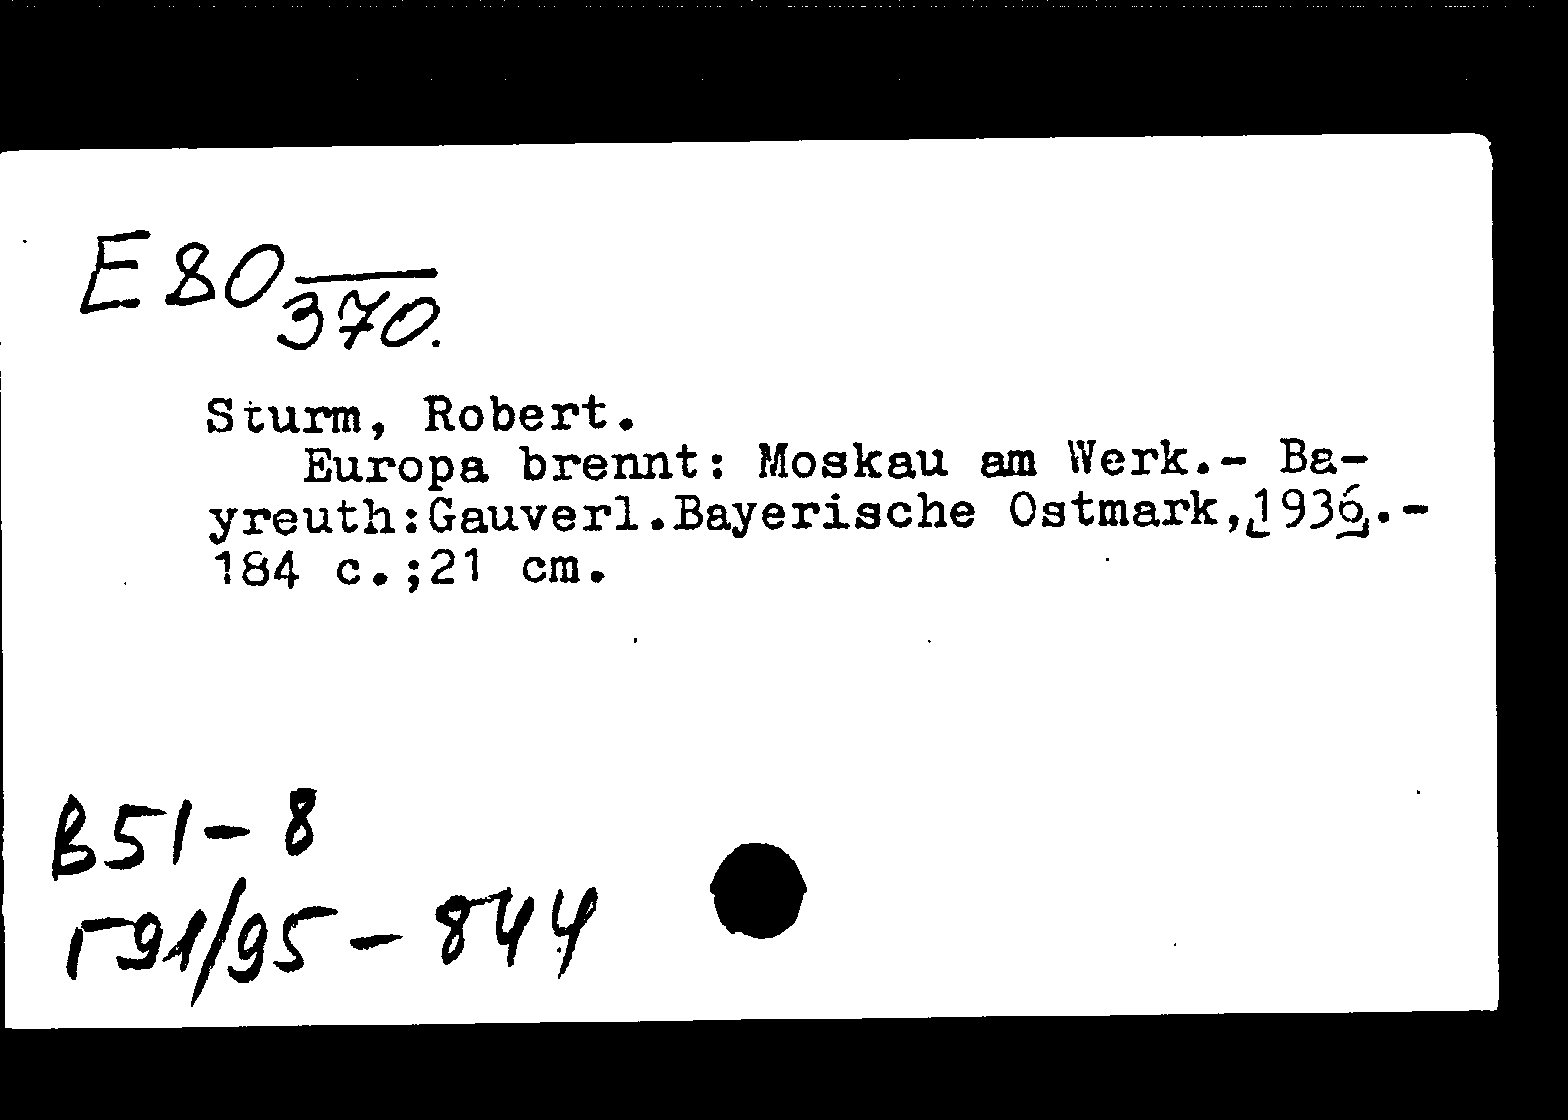 E 80
370.
Sturm, Robert.
Europa brennt: Moskau am Werk.- Ba-
yreuth:Gauverl.Bayerische Ostmark,[1936].-
184 c.;21 cm.
В51-8
Г91/95-844